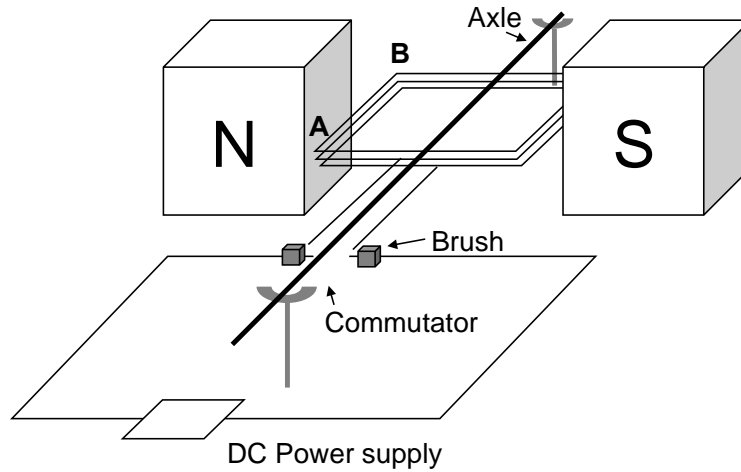 Axle
B
A
N
S
Brush
Commutator
DC Power supply